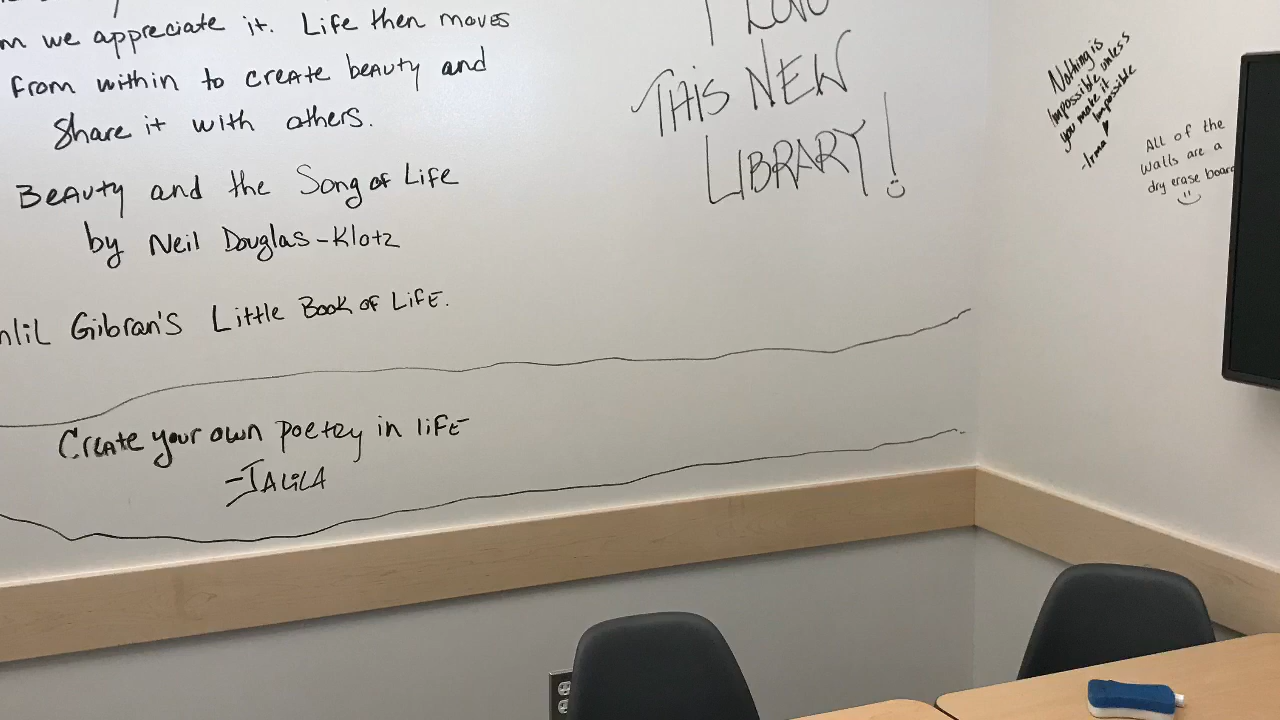 we appreciate it. Life then moves
from within to create beauty and
Share it with others.
Beauty and the Song of Life
by Neil Douglas-Klotz
Gibran's Little Book of Life.
Create your own poetry in life
-JALILA
I LOVE
THIS NEW
LIBRARY!
Nothing is
Impossible, unless
you make it
Impossible
-Irma
All of the
walls are a
dry erase board